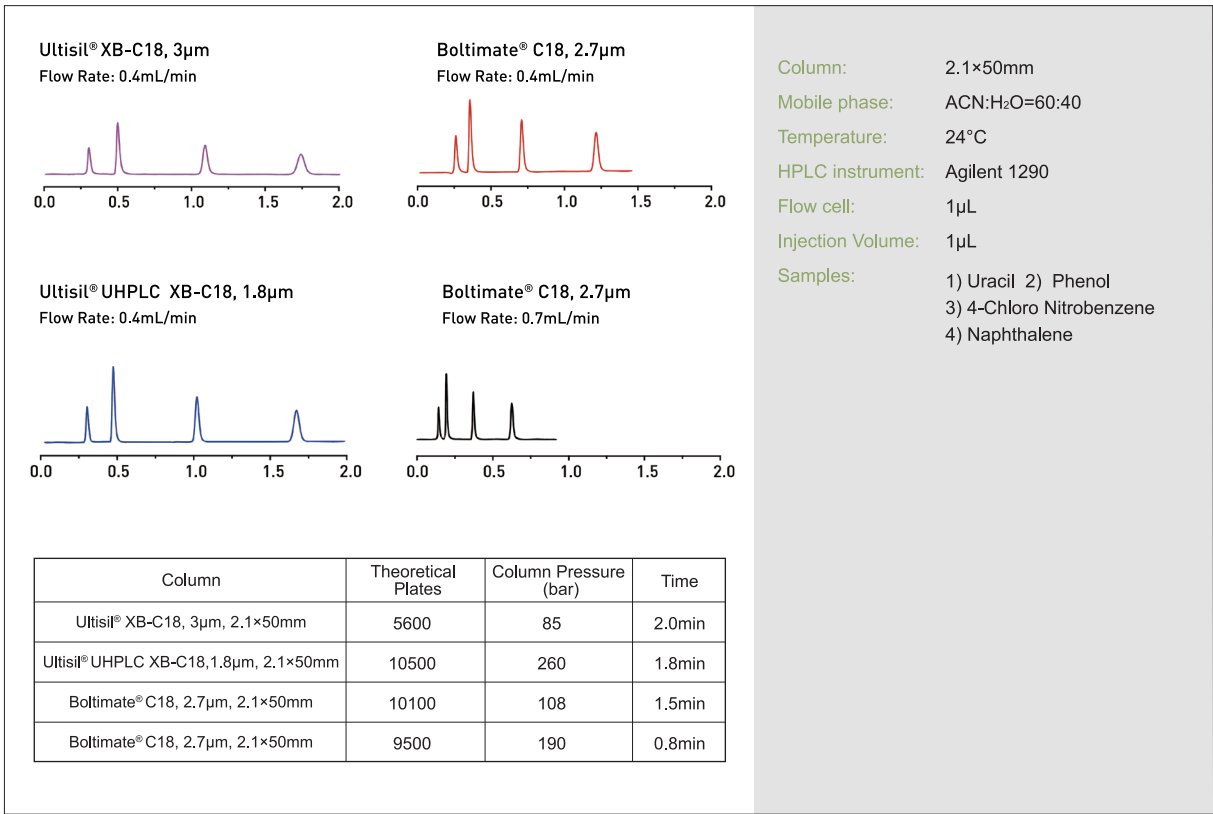 Ultisil® XB-C18, 3μm
Flow Rate: 0.4mL/min
0.0 0.5 1.0 1.5 2.0
Boltimate® C18, 2.7μm
Flow Rate: 0.4mL/min
0.0 0.5 1.0 1.5 2.0
Ultisil® UHPLC XB-C18, 1.8μm
Flow Rate: 0.4mL/min
0.0 0.5 1.0 1.5 2.0
Boltimate® C18, 2.7μm
Flow Rate: 0.7mL/min
0.0 0.5 1.0 1.5 2.0
Column Theoretical Plates Column Pressure (bar) Time
Ultisil® XB-C18, 3μm, 2.1×50mm 5600 85 2.0min
Ultisil® UHPLC XB-C18,1.8μm, 2.1×50mm 10500 260 1.8min
Boltimate® C18, 2.7μm, 2.1×50mm 10100 108 1.5min
Boltimate® C18, 2.7μm, 2.1×50mm 9500 190 0.8min
Column: 2.1×50mm
Mobile phase: ACN:H₂O=60:40
Temperature: 24°C
HPLC instrument: Agilent 1290
Flow cell: 1μL
Injection Volume: 1μL
Samples: 1) Uracil 2) Phenol
3) 4-Chloro Nitrobenzene
4) Naphthalene